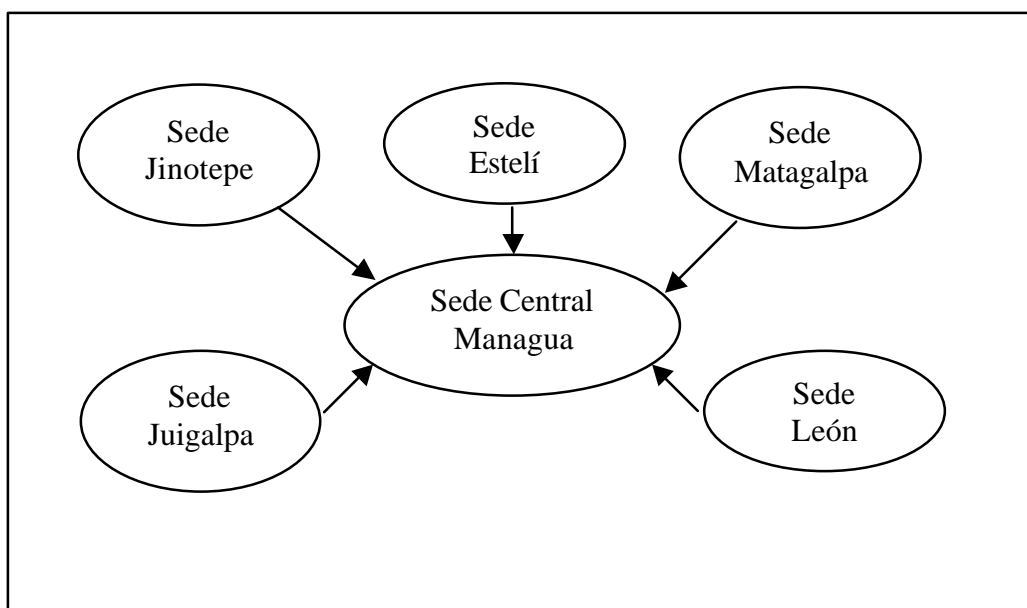 Sede
Jinotepe
Sede
Estelí
Sede
Matagalpa
Sede Central
Managua
Sede
Juigalpa
Sede
León